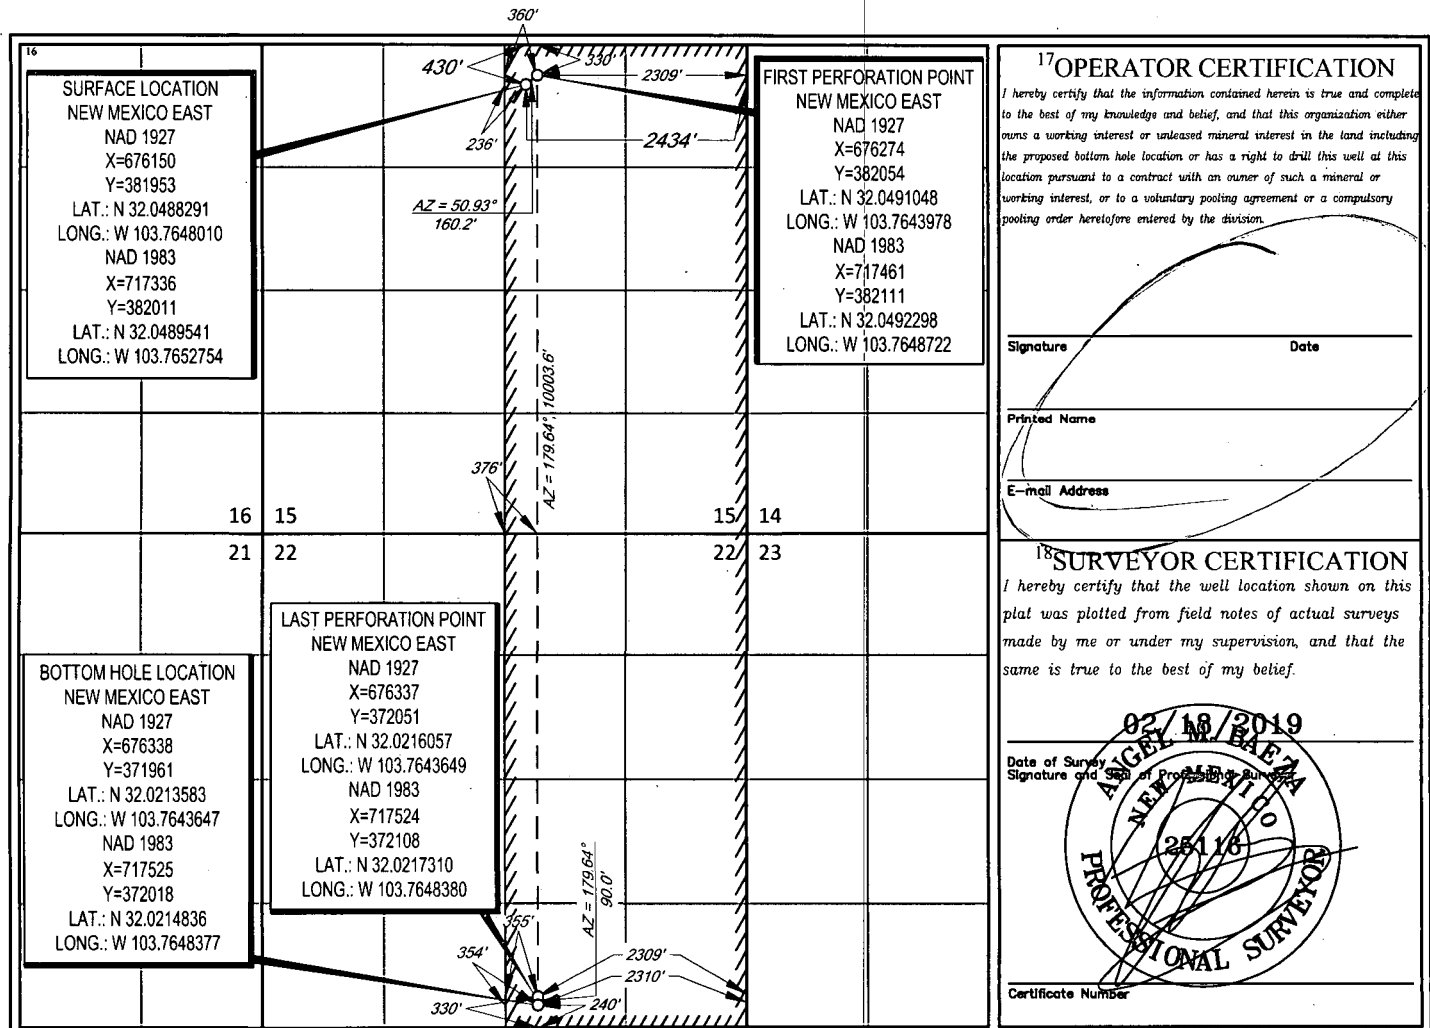 16
360'
430'
330'
2309'
236'
2434'
AZ = 50.93°
160.2'
SURFACE LOCATION
NEW MEXICO EAST
NAD 1927
X=676150
Y=381953
LAT.: N 32.0488291
LONG.: W 103.7648010
NAD 1983
X=717336
Y=382011
LAT.: N 32.0489541
LONG.: W 103.7652754
FIRST PERFORATION POINT
NEW MEXICO EAST
NAD 1927
X=676274
Y=382054
LAT.: N 32.0491048
LONG.: W 103.7643978
NAD 1983
X=717461
Y=382111
LAT.: N 32.0492298
LONG.: W 103.7648722
AZ = 179.64°, 10003.6'
376'
16 15
15 14
21 22
22 23
LAST PERFORATION POINT
NEW MEXICO EAST
NAD 1927
X=676337
Y=372051
LAT.: N 32.0216057
LONG.: W 103.7643649
NAD 1983
X=717524
Y=372108
LAT.: N 32.0217310
LONG.: W 103.7648380
BOTTOM HOLE LOCATION
NEW MEXICO EAST
NAD 1927
X=676338
Y=371961
LAT.: N 32.0213583
LONG.: W 103.7643647
NAD 1983
X=717525
Y=372018
LAT.: N 32.0214836
LONG.: W 103.7648377
AZ = 179.64°
90.0'
355'
354'
2309'
2310'
330'
240'
17 OPERATOR CERTIFICATION
I hereby certify that the information contained herein is true and complete
to the best of my knowledge and belief, and that this organization either
owns a working interest or unleased mineral interest in the land including
the proposed bottom hole location or has a right to drill this well at this
location pursuant to a contract with an owner of such a mineral or
working interest, or to a voluntary pooling agreement or a compulsory
pooling order heretofore entered by the division.
Signature Date
Printed Name
E-mail Address
18 SURVEYOR CERTIFICATION
I hereby certify that the well location shown on this
plat was plotted from field notes of actual surveys
made by me or under my supervision, and that the
same is true to the best of my belief.
02/18/2019
Date of Survey
Signature and Seal of Professional Surveyor
ANGEL M. BAEZA
NEW MEXICO
25116
PROFESSIONAL SURVEYOR
Certificate Number